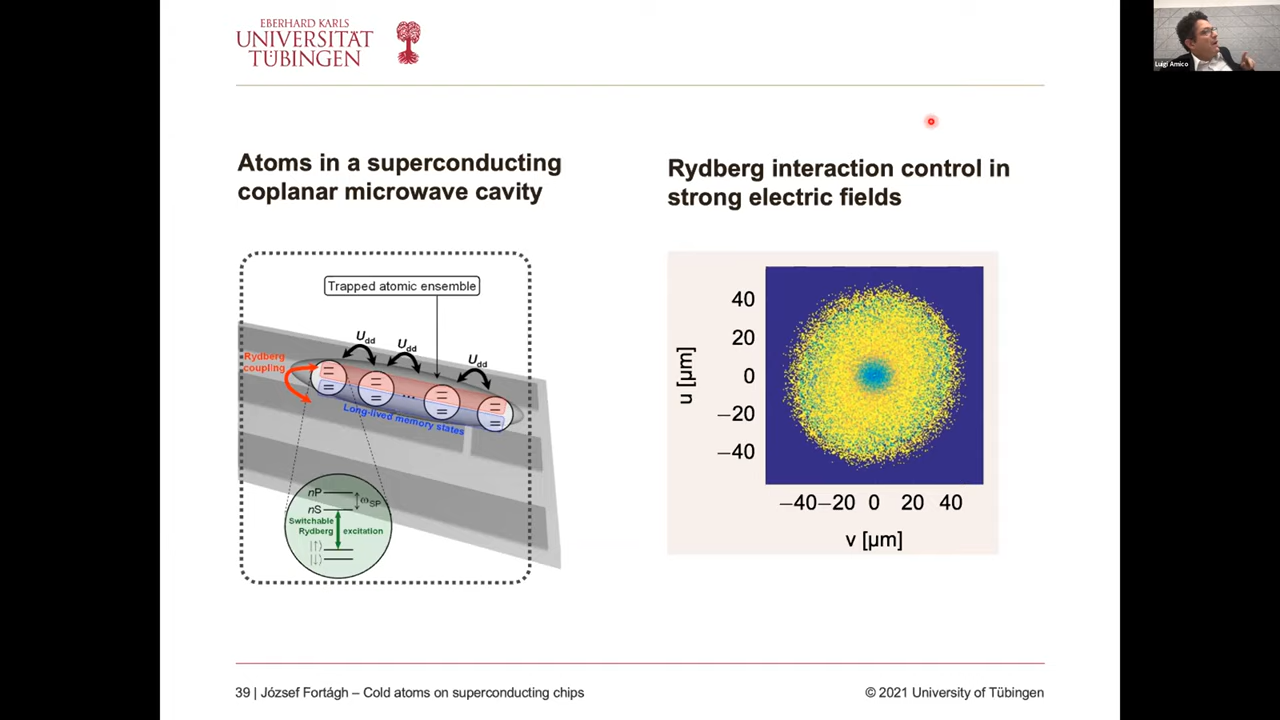 EBERHARD KARLS
UNIVERSITÄT
TÜBINGEN
Luigi Amico
Atoms in a superconducting
coplanar microwave cavity
Trapped atomic ensemble
Udd
Udd
Udd
Rydberg
coupling
...
Long-lived memory states
nP
ωSP
nS
Switchable
Rydberg excitation
|↑⟩
|↓⟩
Rydberg interaction control in
strong electric fields
40
20
0
−20
−40
u [µm]
−40 −20 0 20 40
v [µm]
39 | József Fortágh – Cold atoms on superconducting chips
© 2021 University of Tübingen